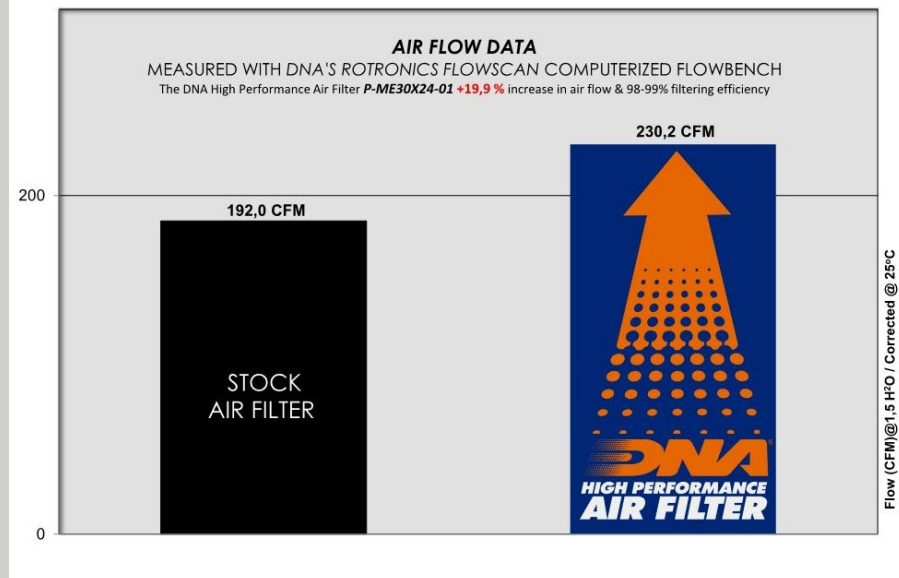 AIR FLOW DATA
MEASURED WITH DNA'S ROTRONICS FLOWSCAN COMPUTERIZED FLOWBENCH
The DNA High Performance Air Filter P-ME30X24-01 +19,9 % increase in air flow & 98-99% filtering efficiency
230,2 CFM
200
192,0 CFM
STOCK
AIR FILTER
DNA
HIGH PERFORMANCE
AIR FILTER
0
Flow (CFM)@1,5 H²O / Corrected @ 25°C